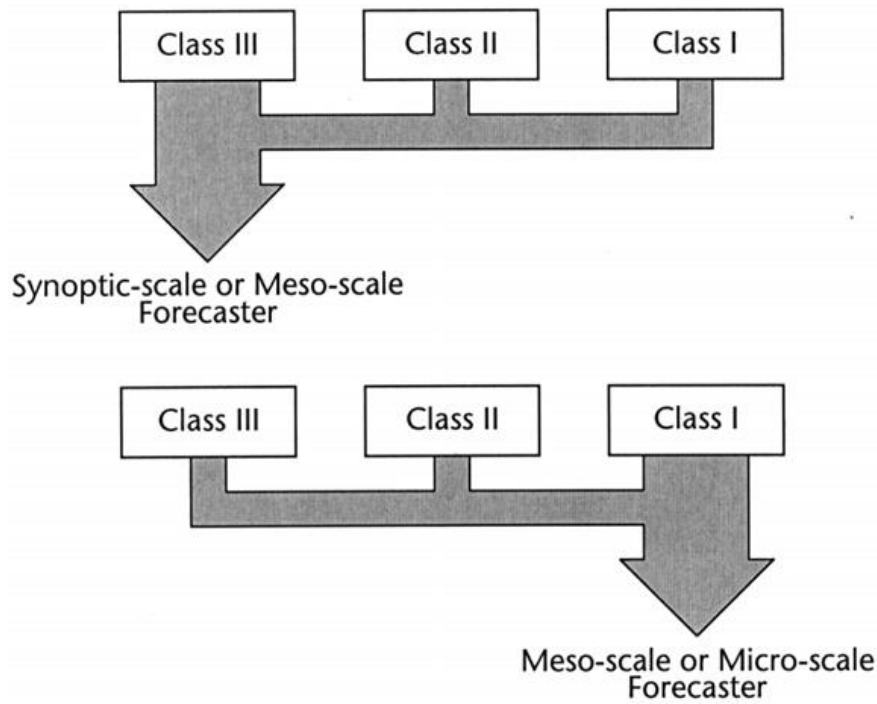 Class III
Class II
Class I
Synoptic-scale or Meso-scale
Forecaster
Class III
Class II
Class I
Meso-scale or Micro-scale
Forecaster